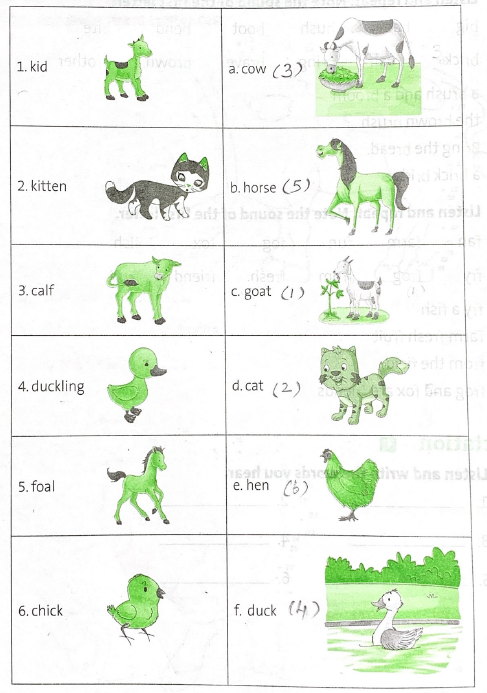 1. kid
a. cow (3)
2. kitten
b. horse (5)
3. calf
c. goat (1)
4. duckling
d. cat (2)
5. foal
e. hen (6)
6. chick
f. duck (4)